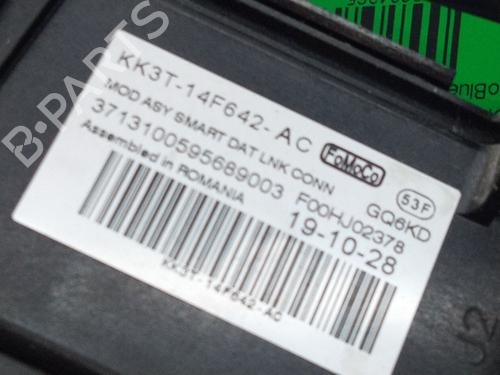 KK3T-14F642-AC
FoMoCo
53F
MOD ASY SMART DAT LNK CONN
GQ6KD
3713100595689003 F00HJ02378
Assembled in ROMANIA
19-10-28
KK3T-14F642-AC
B-PARTS